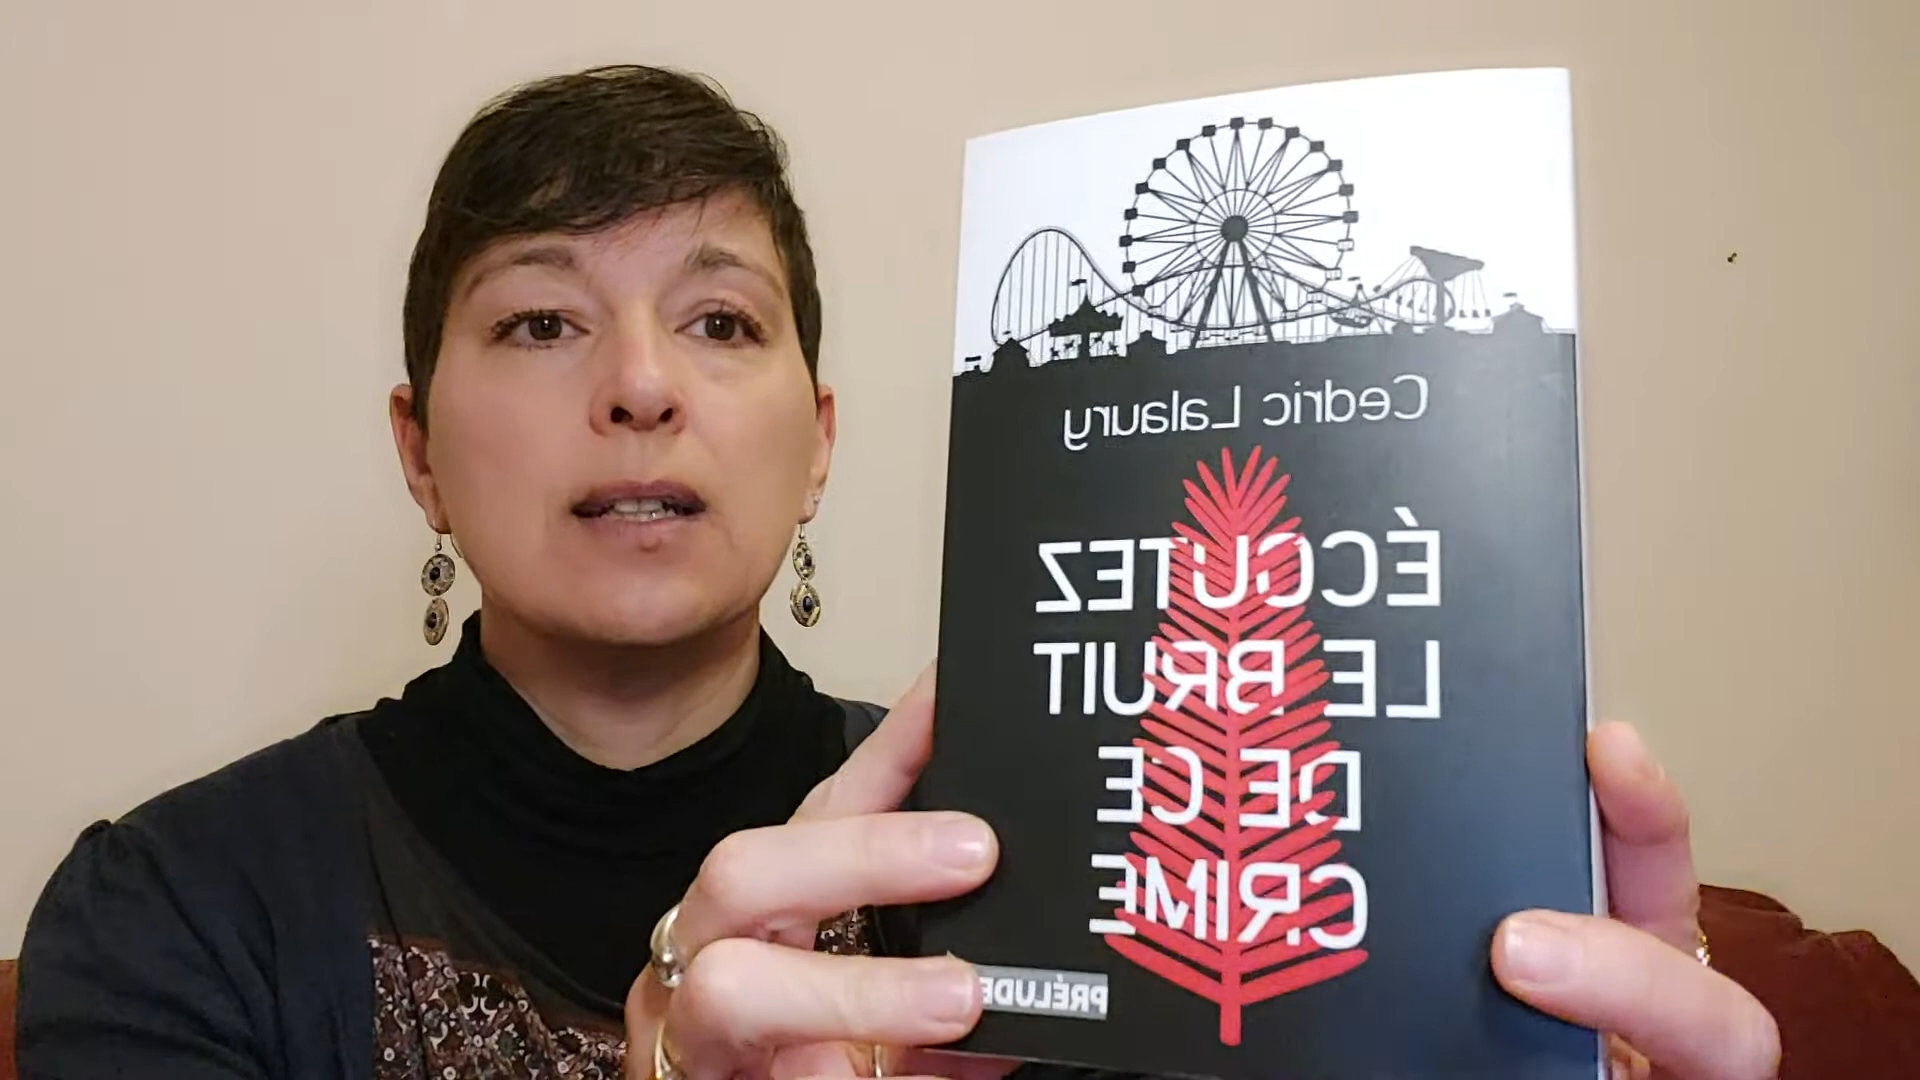 Cedric Lalaury
ÉCOUTEZ
LE BRUIT
DE CE
CRIME
PRÉLUDE